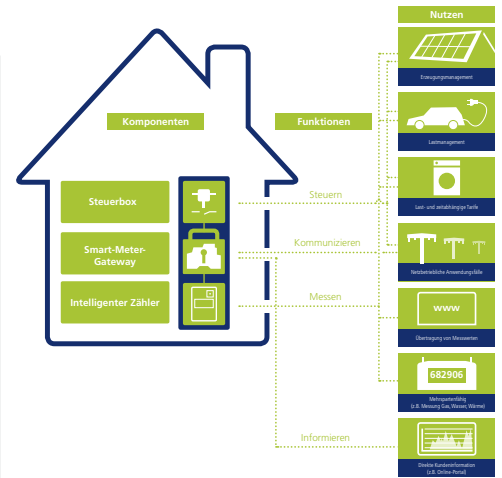 Nutzen
Komponenten
Funktionen
Erzeugungsmanagement
Lastmanagement
Steuerbox
Steuern
Last- und zeitabhängige Tarife
Smart-Meter-
Gateway
Kommunizieren
Netzbetriebliche Anwendungsfälle
Intelligenter Zähler
Messen
www
Übertragung von Messwerten
682906
Mehrspartenfähig
(z.B. Messung Gas, Wasser, Wärme)
Informieren
Direkte Kundeninformation
(z.B. Online-Portal)